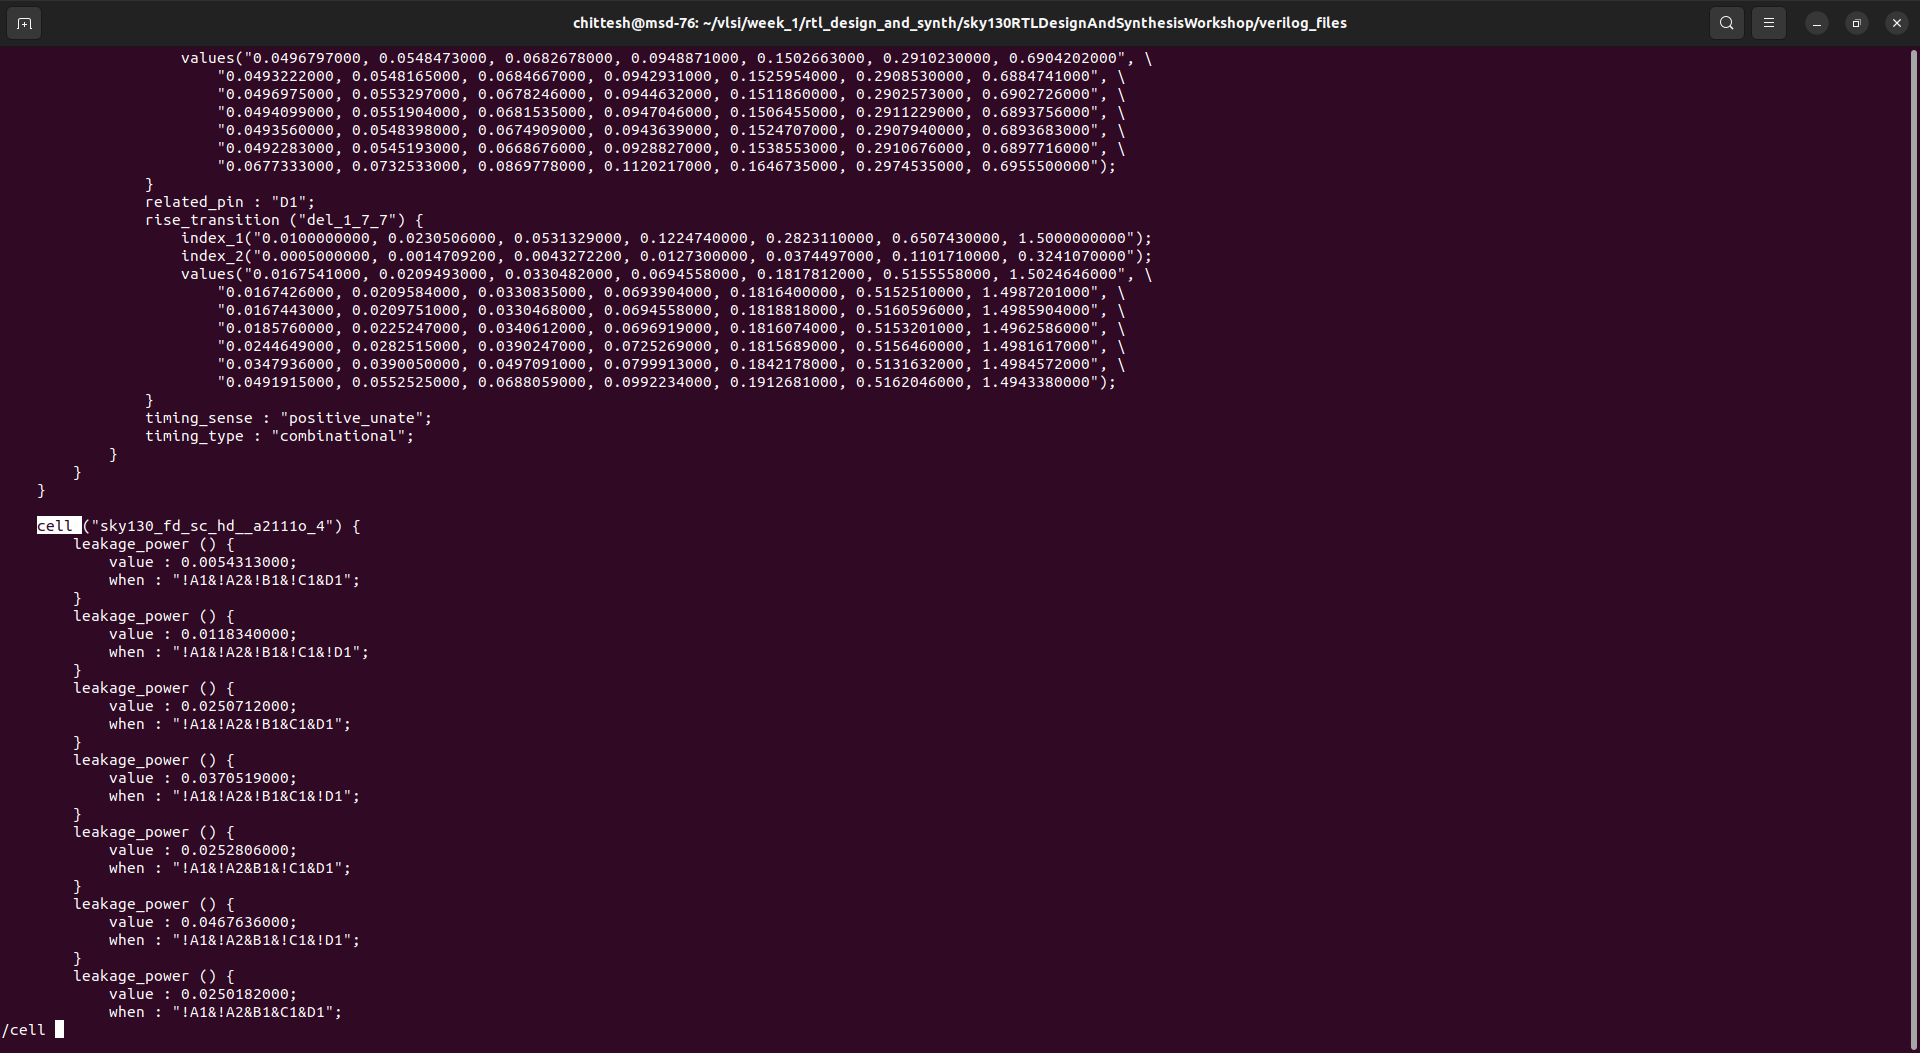 chittesh@msd-76: ~/vlsi/week_1/rtl_design_and_synth/sky130RTLDesignAndSynthesisWorkshop/verilog_files
values("0.0496797000, 0.0548473000, 0.0682678000, 0.0948871000, 0.1502663000, 0.2910230000, 0.6904202000", \
"0.0493222000, 0.0548165000, 0.0684667000, 0.0942931000, 0.1525954000, 0.2908530000, 0.6884741000", \
"0.0496975000, 0.0553297000, 0.0678246000, 0.0944632000, 0.1511860000, 0.2902573000, 0.6902726000", \
"0.0494099000, 0.0551904000, 0.0681535000, 0.0947046000, 0.1506455000, 0.2911229000, 0.6893756000", \
"0.0493560000, 0.0548398000, 0.0674909000, 0.0943639000, 0.1524707000, 0.2907940000, 0.6893683000", \
"0.0492283000, 0.0545193000, 0.0668676000, 0.0928827000, 0.1538553000, 0.2910676000, 0.6897716000", \
"0.0677333000, 0.0732533000, 0.0869778000, 0.1120217000, 0.1646735000, 0.2974535000, 0.6955500000");
}
related_pin : "D1";
rise_transition ("del_1_7_7") {
index_1("0.0100000000, 0.0230506000, 0.0531329000, 0.1224740000, 0.2823110000, 0.6507430000, 1.5000000000");
index_2("0.0005000000, 0.0014709200, 0.0043272200, 0.0127300000, 0.0374497000, 0.1101710000, 0.3241070000");
values("0.0167541000, 0.0209493000, 0.0330482000, 0.0694558000, 0.1817812000, 0.5155558000, 1.5024646000", \
"0.0167426000, 0.0209584000, 0.0330835000, 0.0693904000, 0.1816400000, 0.5152510000, 1.4987201000", \
"0.0167443000, 0.0209751000, 0.0330468000, 0.0694558000, 0.1818818000, 0.5160596000, 1.4985904000", \
"0.0185760000, 0.0225247000, 0.0340612000, 0.0696919000, 0.1816074000, 0.5153201000, 1.4962586000", \
"0.0244649000, 0.0282515000, 0.0390247000, 0.0725269000, 0.1815689000, 0.5156460000, 1.4981617000", \
"0.0347936000, 0.0390050000, 0.0497091000, 0.0799913000, 0.1842178000, 0.5131632000, 1.4984572000", \
"0.0491915000, 0.0552525000, 0.0688059000, 0.0992234000, 0.1912681000, 0.5162046000, 1.4943380000");
}
timing_sense : "positive_unate";
timing_type : "combinational";
}
}
}
cell ("sky130_fd_sc_hd__a2111o_4") {
leakage_power () {
value : 0.0054313000;
when : "!A1&!A2&!B1&!C1&D1";
}
leakage_power () {
value : 0.0118340000;
when : "!A1&!A2&!B1&!C1&!D1";
}
leakage_power () {
value : 0.0250712000;
when : "!A1&!A2&!B1&C1&D1";
}
leakage_power () {
value : 0.0370519000;
when : "!A1&!A2&!B1&C1&!D1";
}
leakage_power () {
value : 0.0252806000;
when : "!A1&!A2&B1&!C1&D1";
}
leakage_power () {
value : 0.0467636000;
when : "!A1&!A2&B1&!C1&!D1";
}
leakage_power () {
value : 0.0250182000;
when : "!A1&!A2&B1&C1&D1";
/cell